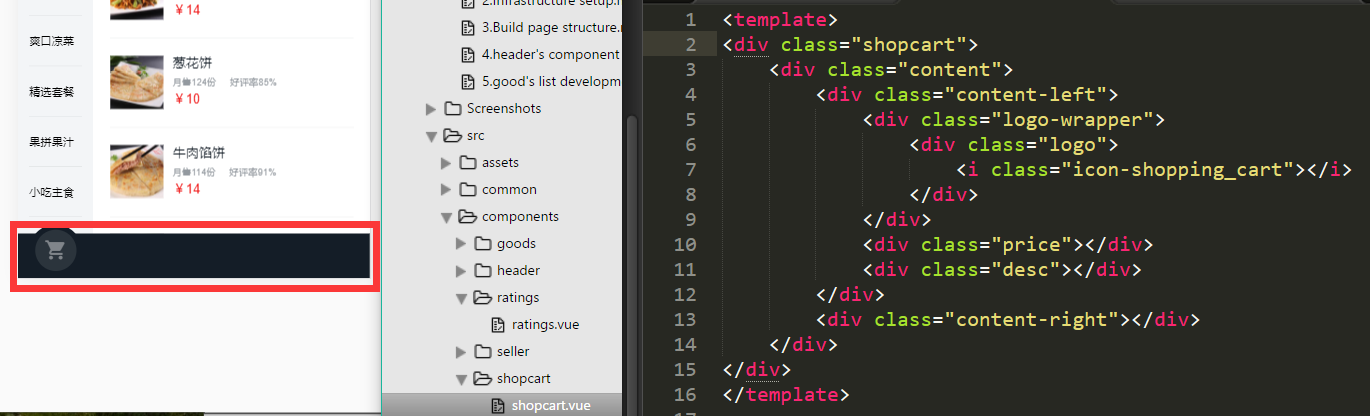 ¥14
爽口凉菜
葱花饼
月售124份 好评率85%
¥10
精选套餐
果拼果汁
牛肉馅饼
月售114份 好评率91%
¥14
小吃主食
3.Build page structure.
4.header's component
5.good's list developm
Screenshots
src
assets
common
components
goods
header
ratings
ratings.vue
seller
shopcart
shopcart.vue
1 <template>
2 <div class="shopcart">
3 <div class="content">
4 <div class="content-left">
5 <div class="logo-wrapper">
6 <div class="logo">
7 <i class="icon-shopping_cart"></i>
8 </div>
9 </div>
10 <div class="price"></div>
11 <div class="desc"></div>
12 </div>
13 <div class="content-right"></div>
14 </div>
15 </div>
16 </template>